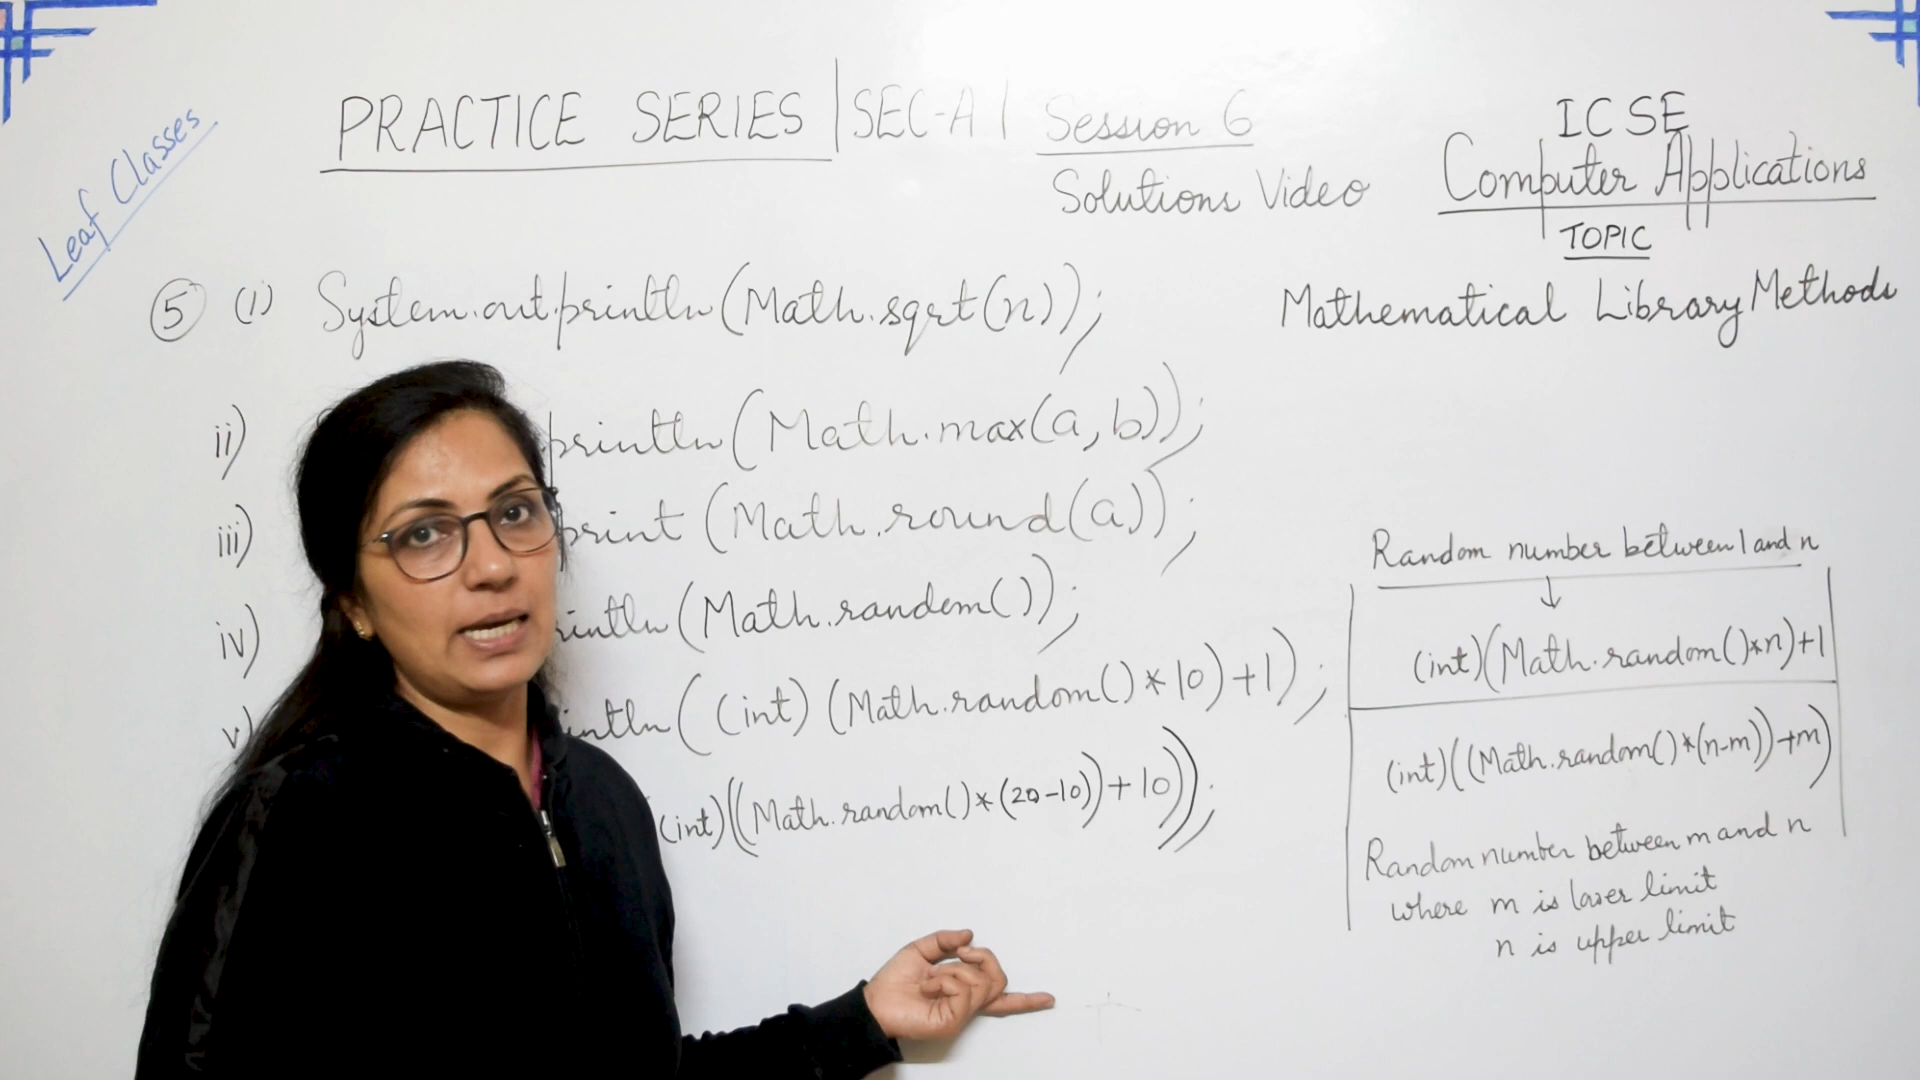 Leaf Classes
PRACTICE SERIES | SEC-A | Session 6
Solutions Video
ICSE
Computer Applications
TOPIC
Mathematical Library Methods
5 (1) System.out.println(Math.sqrt(n));
ii) println(Math.max(a,b));
iii) print(Math.round(a));
iv) intln(Math.random());
v) intln((int)(Math.random()*10)+1);
(int)((Math.random()*(20-10))+10));
Random number between 1 and n
↓
(int)(Math.random()*n)+1
(int)((Math.random()*(n-m))+m)
Random number between m and n
where m is lower limit
n is upper limit